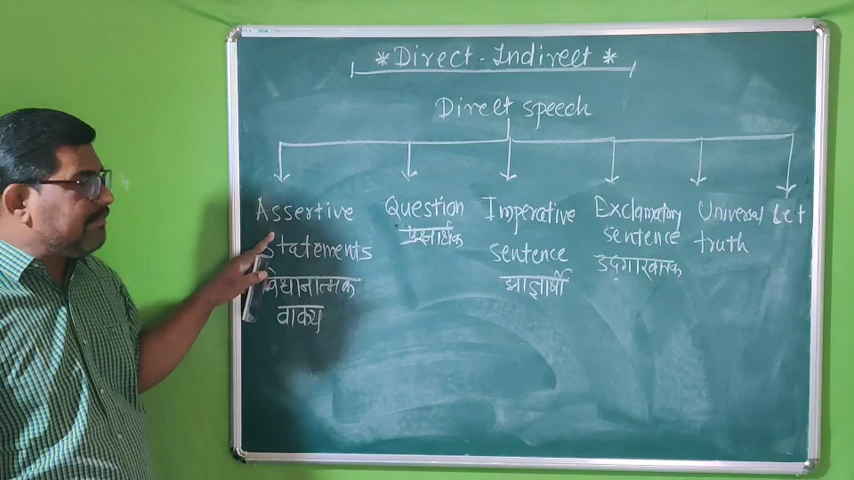 * Direct - Indirect *
Direct speech
Assertive
Statements
विधानात्मक
वाक्य
Question
प्रश्नार्थक
Imperative
sentence
आज्ञार्थी
Exclamatory
sentence
उद्गारवाचक
Universal
truth
Let